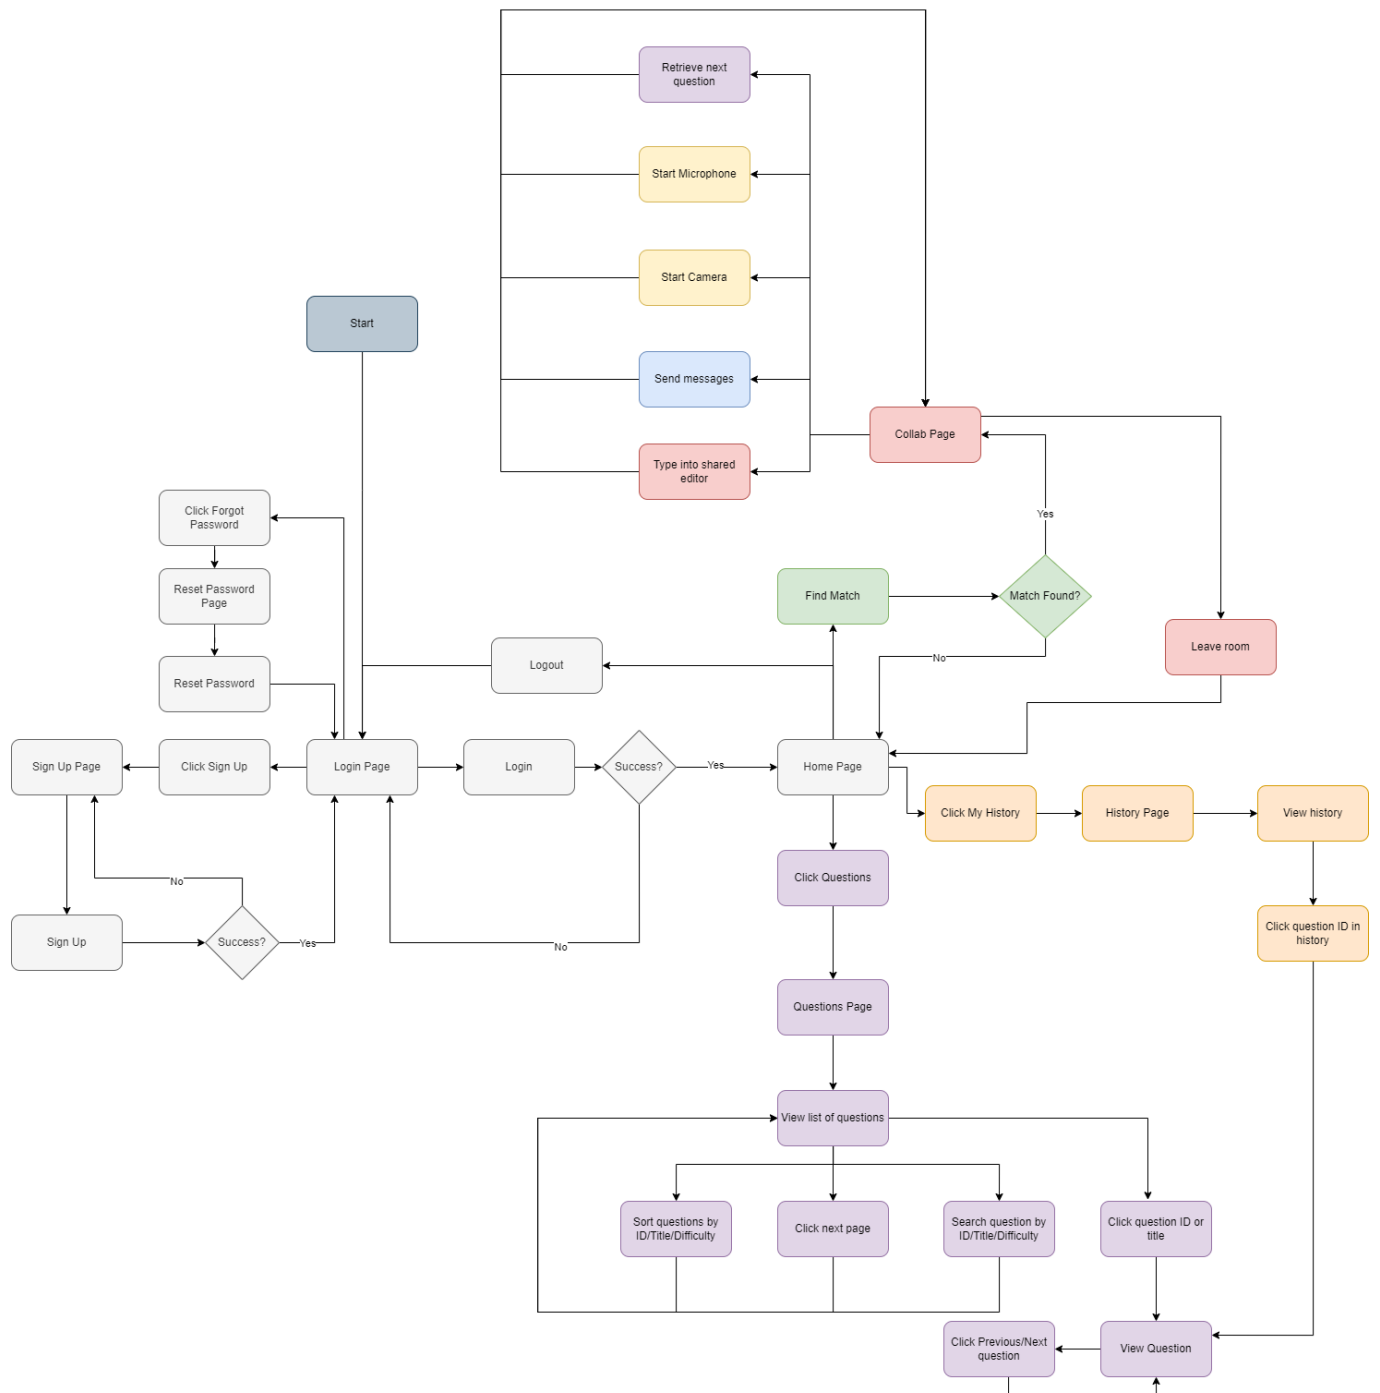 Retrieve next
question
Start Microphone
Start Camera
Start
Send messages
Collab Page
Type into shared
editor
Click Forgot
Password
Yes
Reset Password
Page
Find Match
Match Found?
Logout
No
Leave room
Reset Password
Sign Up Page
Click Sign Up
Login Page
Login
Success?
Yes
Home Page
Click My History
History Page
View history
No
Click Questions
Sign Up
Success?
Yes
No
Click question ID in
history
Questions Page
View list of questions
Sort questions by
ID/Title/Difficulty
Click next page
Search question by
ID/Title/Difficulty
Click question ID or
title
Click Previous/Next
question
View Question